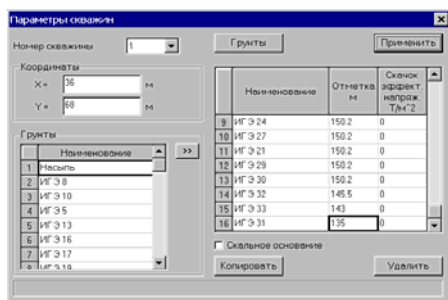 Параметры скважин
Номер скважины 1
Грунты
Применить
Координаты
X= 36 м
Y= 68 м
Грунты
Наименование
>>
1 Насыпь
2 ИГЭ 8
3 ИГЭ 10
4 ИГЭ 5
5 ИГЭ 13
6 ИГЭ 16
7 ИГЭ 17
8 ИГЭ 19
Наименование Отметка м Скачок эффект. напряж. Т/м^2
9 ИГЭ 24 150.2 0
10 ИГЭ 27 150.2 0
11 ИГЭ 21 150.2 0
12 ИГЭ 29 150.2 0
13 ИГЭ 30 150.2 0
14 ИГЭ 32 145.5 0
15 ИГЭ 33 143 0
16 ИГЭ 31 135 0
Скальное основание
Копировать
Удалить